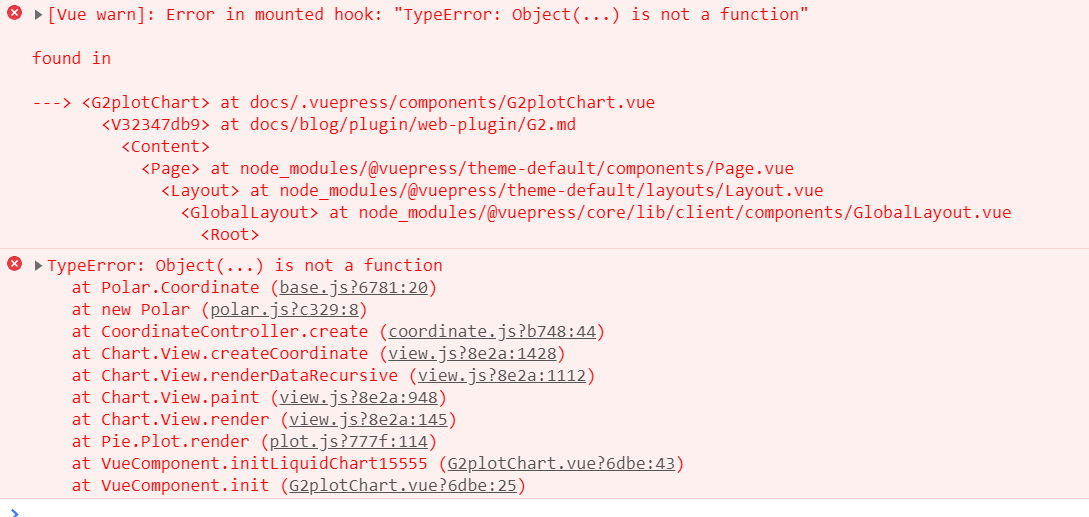 [Vue warn]: Error in mounted hook: "TypeError: Object(...) is not a function"
found in
---> <G2plotChart> at docs/.vuepress/components/G2plotChart.vue
<V32347db9> at docs/blog/plugin/web-plugin/G2.md
<Content>
<Page> at node_modules/@vuepress/theme-default/components/Page.vue
<Layout> at node_modules/@vuepress/theme-default/layouts/Layout.vue
<GlobalLayout> at node_modules/@vuepress/core/lib/client/components/GlobalLayout.vue
<Root>
TypeError: Object(...) is not a function
at Polar.Coordinate (base.js?6781:20)
at new Polar (polar.js?c329:8)
at CoordinateController.create (coordinate.js?b748:44)
at Chart.View.createCoordinate (view.js?8e2a:1428)
at Chart.View.renderDataRecursive (view.js?8e2a:1112)
at Chart.View.paint (view.js?8e2a:948)
at Chart.View.render (view.js?8e2a:145)
at Pie.Plot.render (plot.js?777f:114)
at VueComponent.initLiquidChart15555 (G2plotChart.vue?6dbe:43)
at VueComponent.init (G2plotChart.vue?6dbe:25)